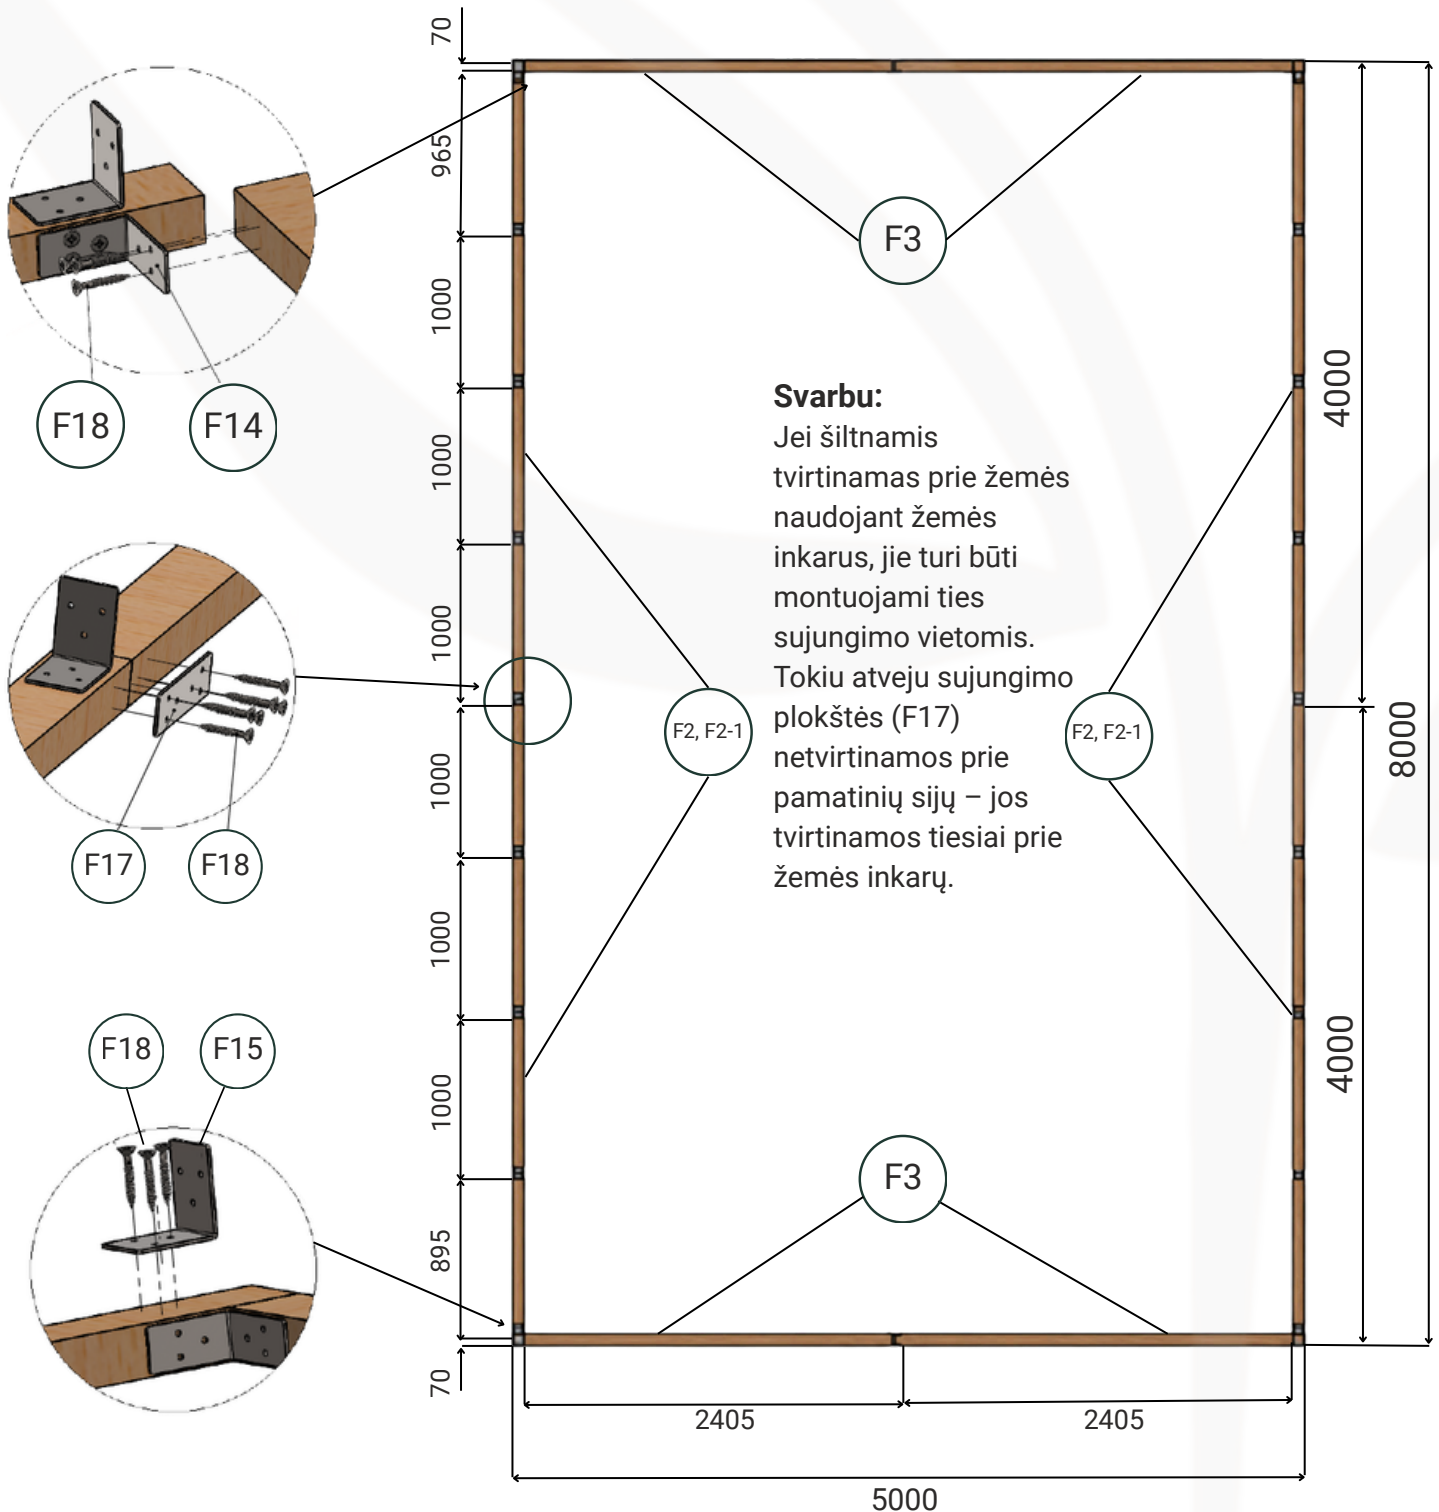 70
965
F3
1000
4000
F18
F14
Svarbu:
Jei šiltnamis
tvirtinamas prie žemės
naudojant žemės
inkarus, jie turi būti
montuojami ties
sujungimo vietomis.
Tokiu atveju sujungimo
plokštės (F17)
netvirtinamos prie
pamatinių sijų – jos
tvirtinamos tiesiai prie
žemės inkarų.
1000
1000
F2, F2-1
F2, F2-1
8000
1000
F17
F18
1000
F18
F15
4000
1000
F3
895
70
2405
2405
5000